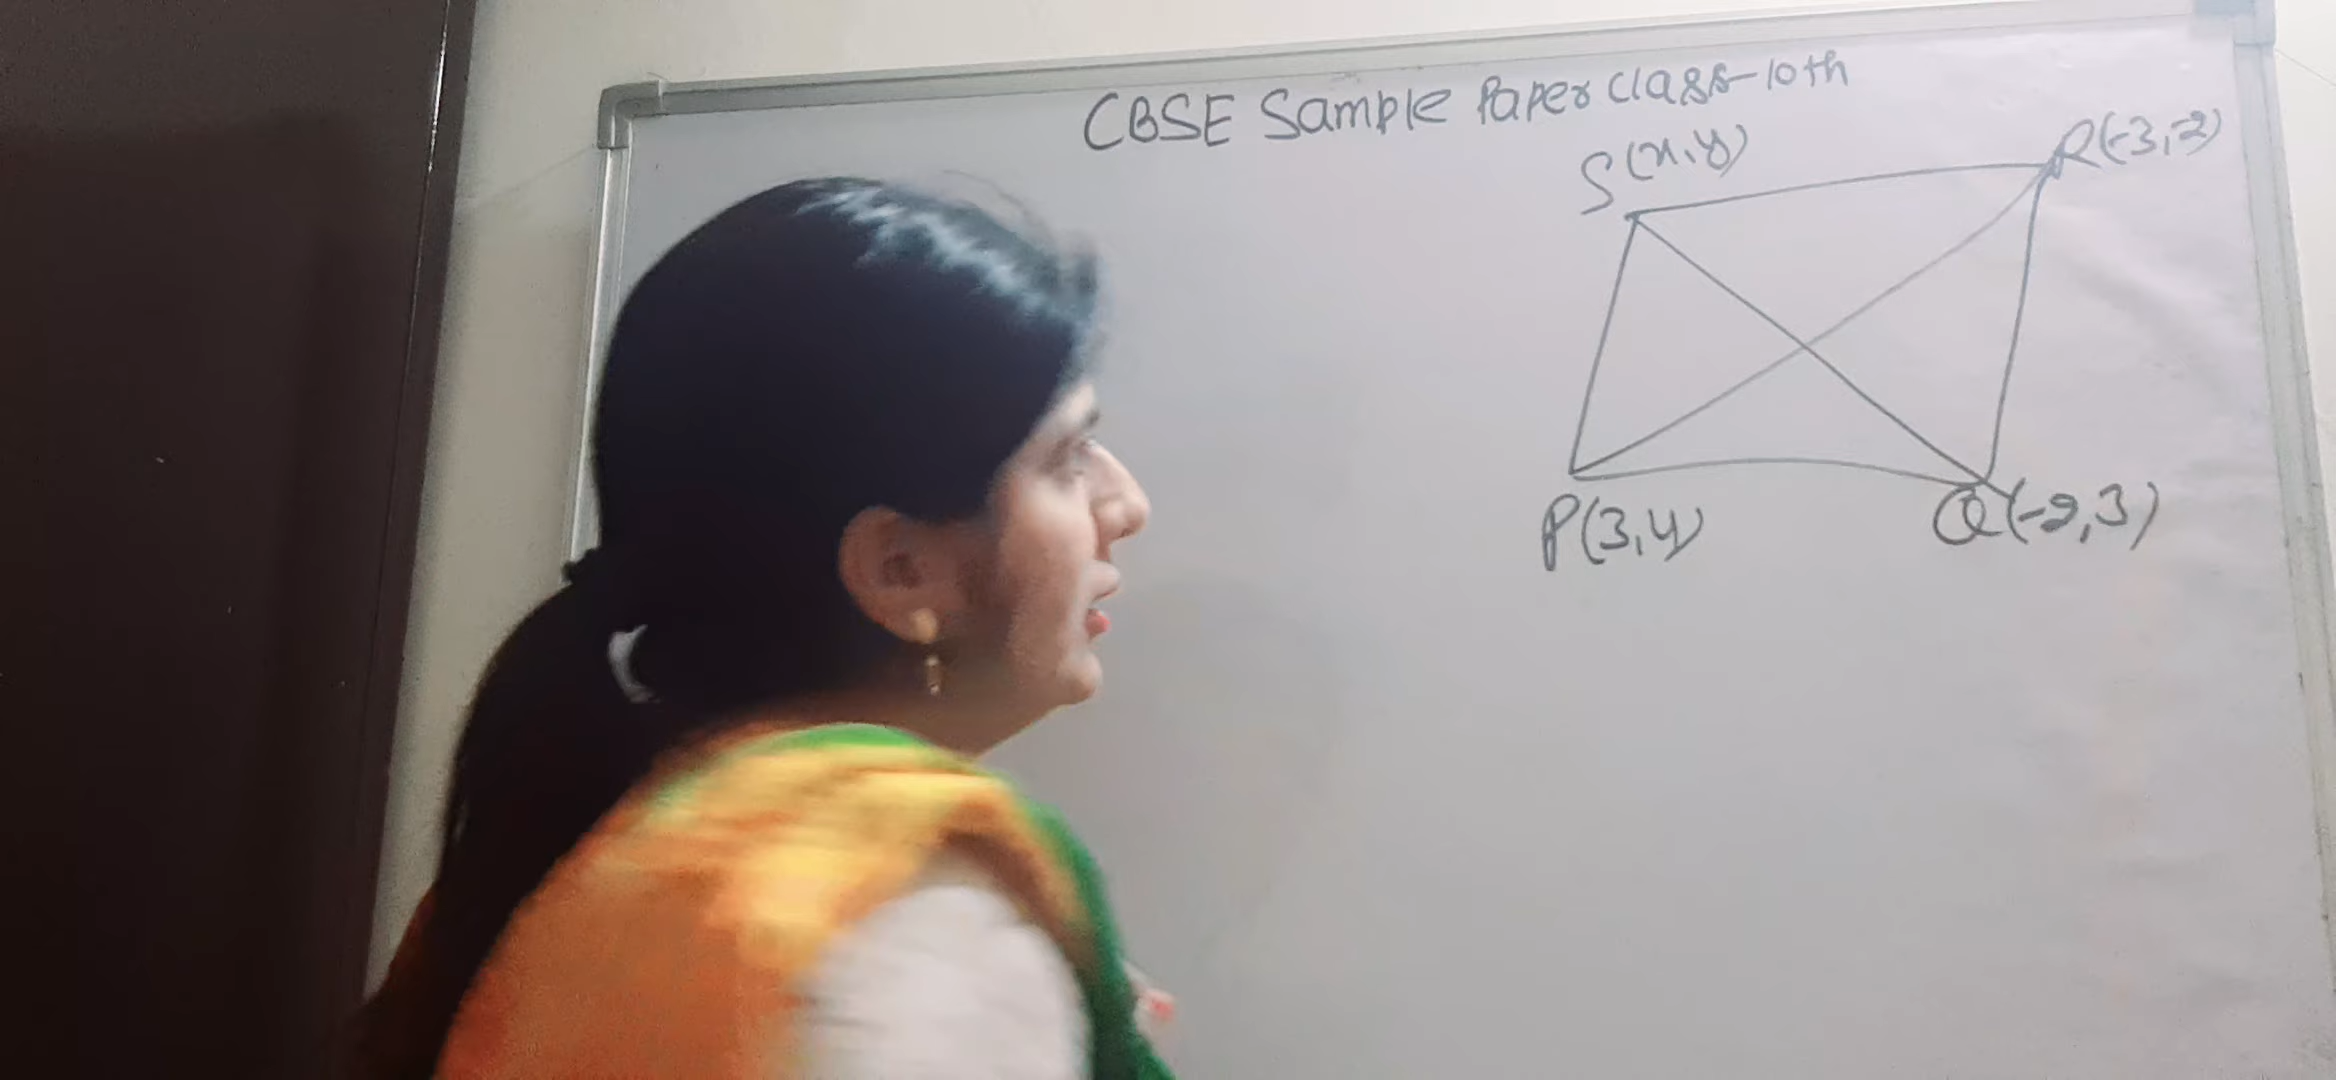 CBSE Sample Paper class-10th
S(x,y)
R(-3,-2)
P(3,4)
Q(-2,3)